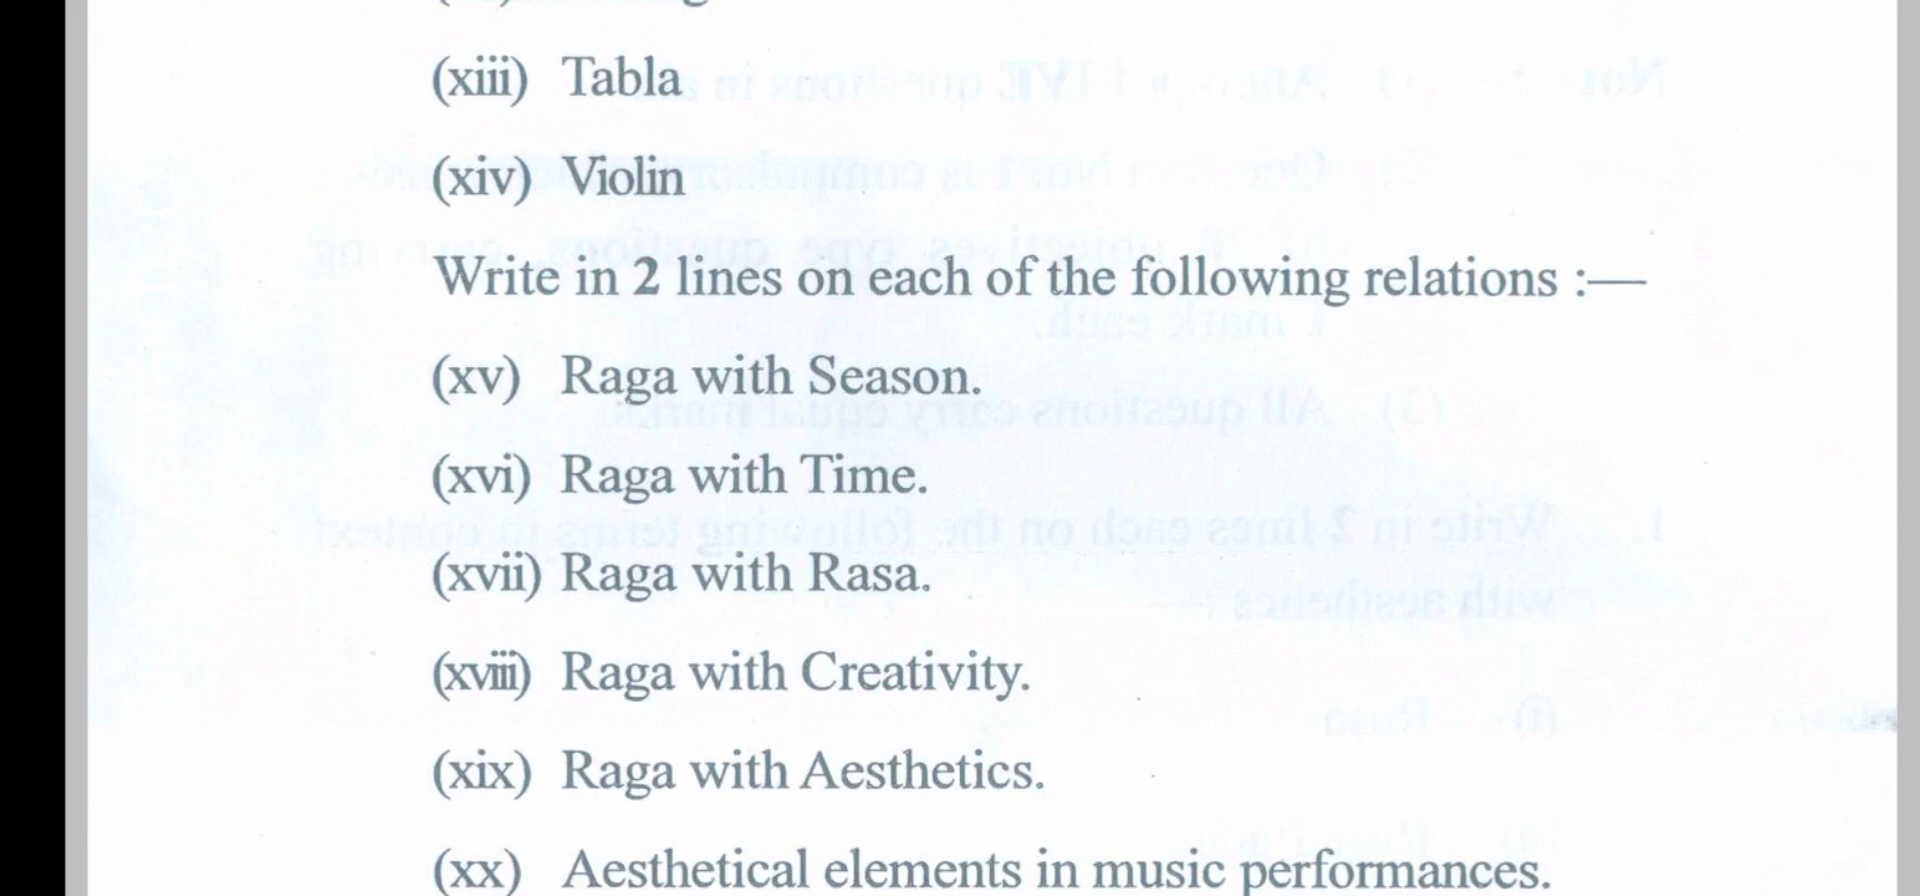 (xiii) Tabla
(xiv) Violin
Write in 2 lines on each of the following relations :—
(xv) Raga with Season.
(xvi) Raga with Time.
(xvii) Raga with Rasa.
(xviii) Raga with Creativity.
(xix) Raga with Aesthetics.
(xx) Aesthetical elements in music performances.